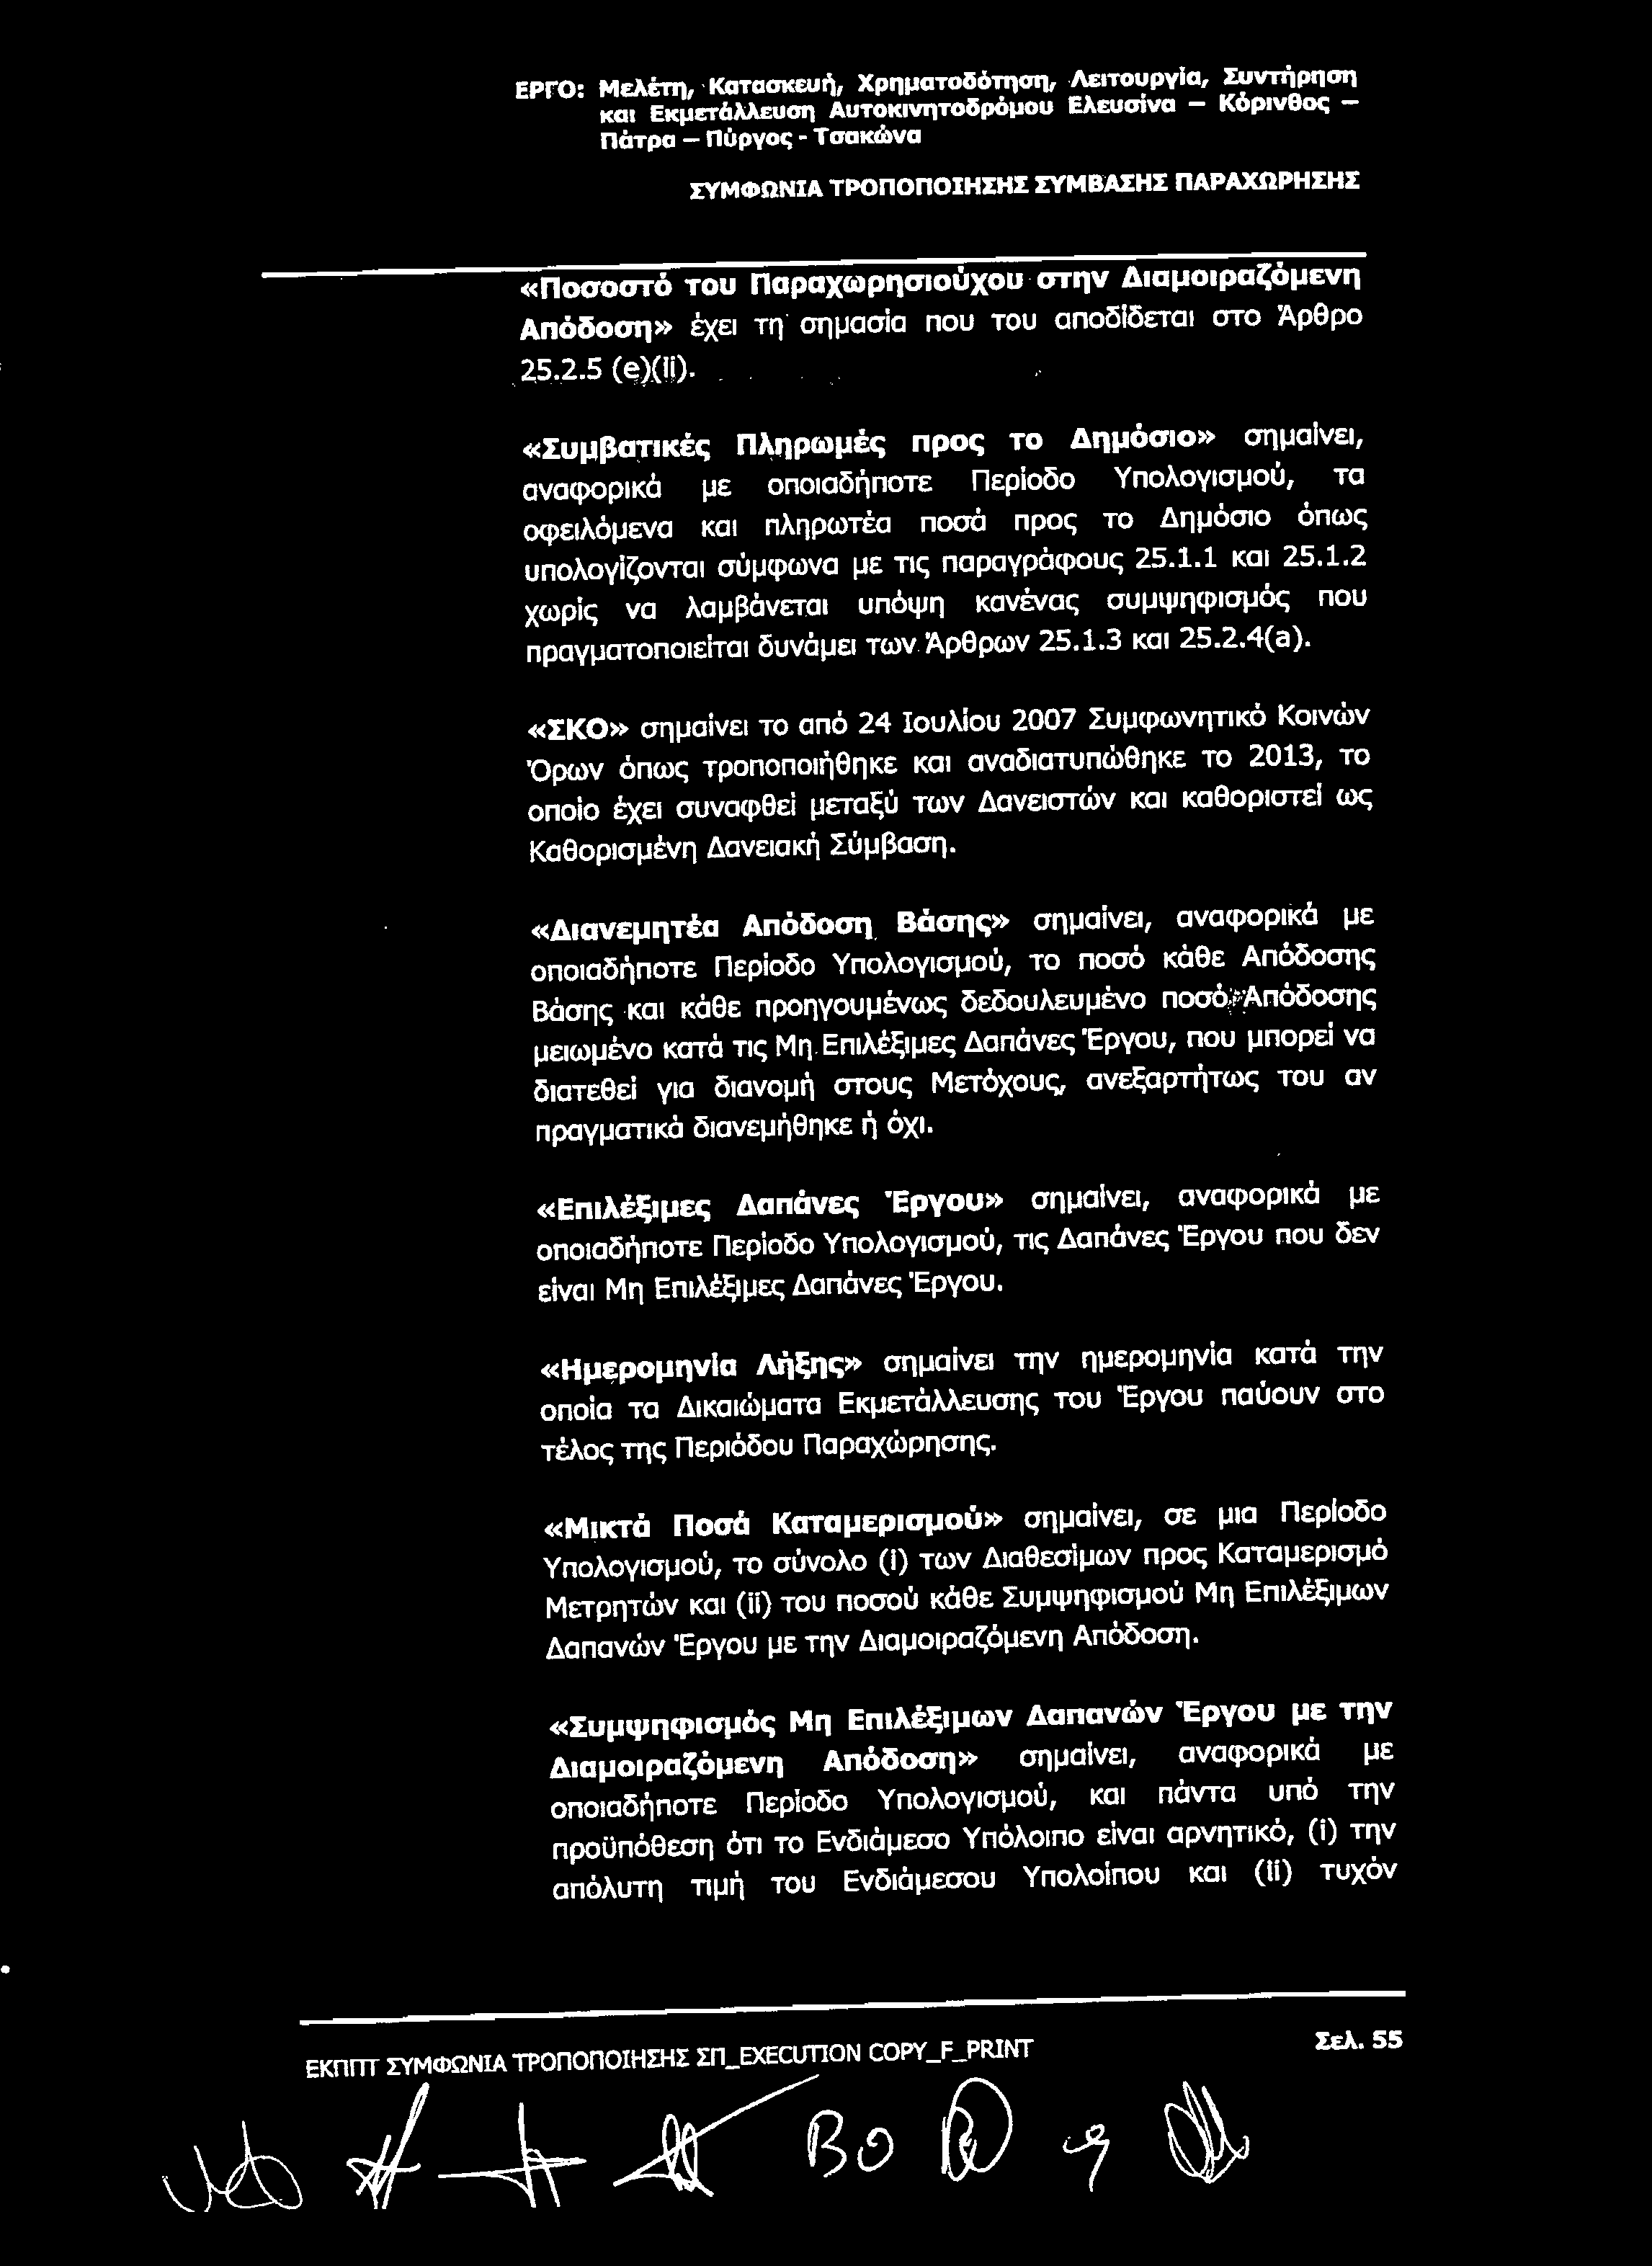 ΕΡΓΟ: Μελέτη, Κατασκευή, Χρηματοδότηση, Λειτουργία, Συντήρηση
και Εκμετάλλευση Αυτοκινητοδρόμου Ελευσίνα – Κόρινθος –
Πάτρα – Πύργος - Τσακώνα
ΣΥΜΦΩΝΙΑ ΤΡΟΠΟΠΟΙΗΣΗΣ ΣΥΜΒΑΣΗΣ ΠΑΡΑΧΩΡΗΣΗΣ
«Ποσοστό του Παραχωρησιούχου στην Διαμοιραζόμενη
Απόδοση» έχει τη σημασία που του αποδίδεται στο Άρθρο
25.2.5 (e)(ii).
«Συμβατικές Πληρωμές προς το Δημόσιο» σημαίνει,
αναφορικά με οποιαδήποτε Περίοδο Υπολογισμού, τα
οφειλόμενα και πληρωτέα ποσά προς το Δημόσιο όπως
υπολογίζονται σύμφωνα με τις παραγράφους 25.1.1 και 25.1.2
χωρίς να λαμβάνεται υπόψη κανένας συμψηφισμός που
πραγματοποιείται δυνάμει των Άρθρων 25.1.3 και 25.2.4(a).
«ΣΚΟ» σημαίνει το από 24 Ιουλίου 2007 Συμφωνητικό Κοινών
Όρων όπως τροποποιήθηκε και αναδιατυπώθηκε το 2013, το
οποίο έχει συναφθεί μεταξύ των Δανειστών και καθοριστεί ως
Καθορισμένη Δανειακή Σύμβαση.
«Διανεμητέα Απόδοση Βάσης» σημαίνει, αναφορικά με
οποιαδήποτε Περίοδο Υπολογισμού, το ποσό κάθε Απόδοσης
Βάσης και κάθε προηγουμένως δεδουλευμένο ποσό Απόδοσης
μειωμένο κατά τις Μη Επιλέξιμες Δαπάνες Έργου, που μπορεί να
διατεθεί για διανομή στους Μετόχους, ανεξαρτήτως του αν
πραγματικά διανεμήθηκε ή όχι.
«Επιλέξιμες Δαπάνες Έργου» σημαίνει, αναφορικά με
οποιαδήποτε Περίοδο Υπολογισμού, τις Δαπάνες Έργου που δεν
είναι Μη Επιλέξιμες Δαπάνες Έργου.
«Ημερομηνία Λήξης» σημαίνει την ημερομηνία κατά την
οποία τα Δικαιώματα Εκμετάλλευσης του Έργου παύουν στο
τέλος της Περιόδου Παραχώρησης.
«Μικτά Ποσά Καταμερισμού» σημαίνει, σε μια Περίοδο
Υπολογισμού, το σύνολο (i) των Διαθεσίμων προς Καταμερισμό
Μετρητών και (ii) του ποσού κάθε Συμψηφισμού Μη Επιλέξιμων
Δαπανών Έργου με την Διαμοιραζόμενη Απόδοση.
«Συμψηφισμός Μη Επιλέξιμων Δαπανών Έργου με την
Διαμοιραζόμενη Απόδοση» σημαίνει, αναφορικά με
οποιαδήποτε Περίοδο Υπολογισμού, και πάντα υπό την
προϋπόθεση ότι το Ενδιάμεσο Υπόλοιπο είναι αρνητικό, (i) την
απόλυτη τιμή του Ενδιάμεσου Υπολοίπου και (ii) τυχόν
ΕΚΠΠΤ ΣΥΜΦΩΝΙΑ ΤΡΟΠΟΠΟΙΗΣΗΣ ΣΠ_EXECUTION COPY_F_PRINT
Σελ. 55